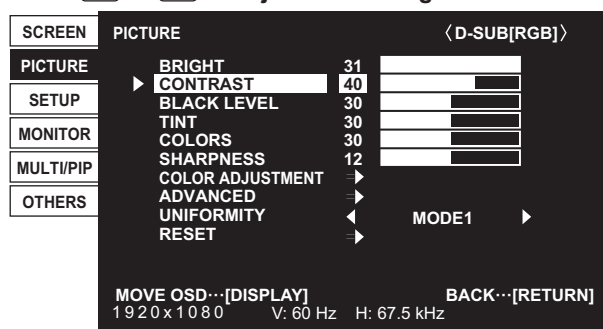 SCREEN
PICTURE
SETUP
MONITOR
MULTI/PIP
OTHERS
PICTURE 〈D-SUB[RGB]〉
BRIGHT 31
CONTRAST 40
BLACK LEVEL 30
TINT 30
COLORS 30
SHARPNESS 12
COLOR ADJUSTMENT
ADVANCED
UNIFORMITY MODE1
RESET
MOVE OSD···[DISPLAY] BACK···[RETURN]
1920x1080 V: 60 Hz H: 67.5 kHz